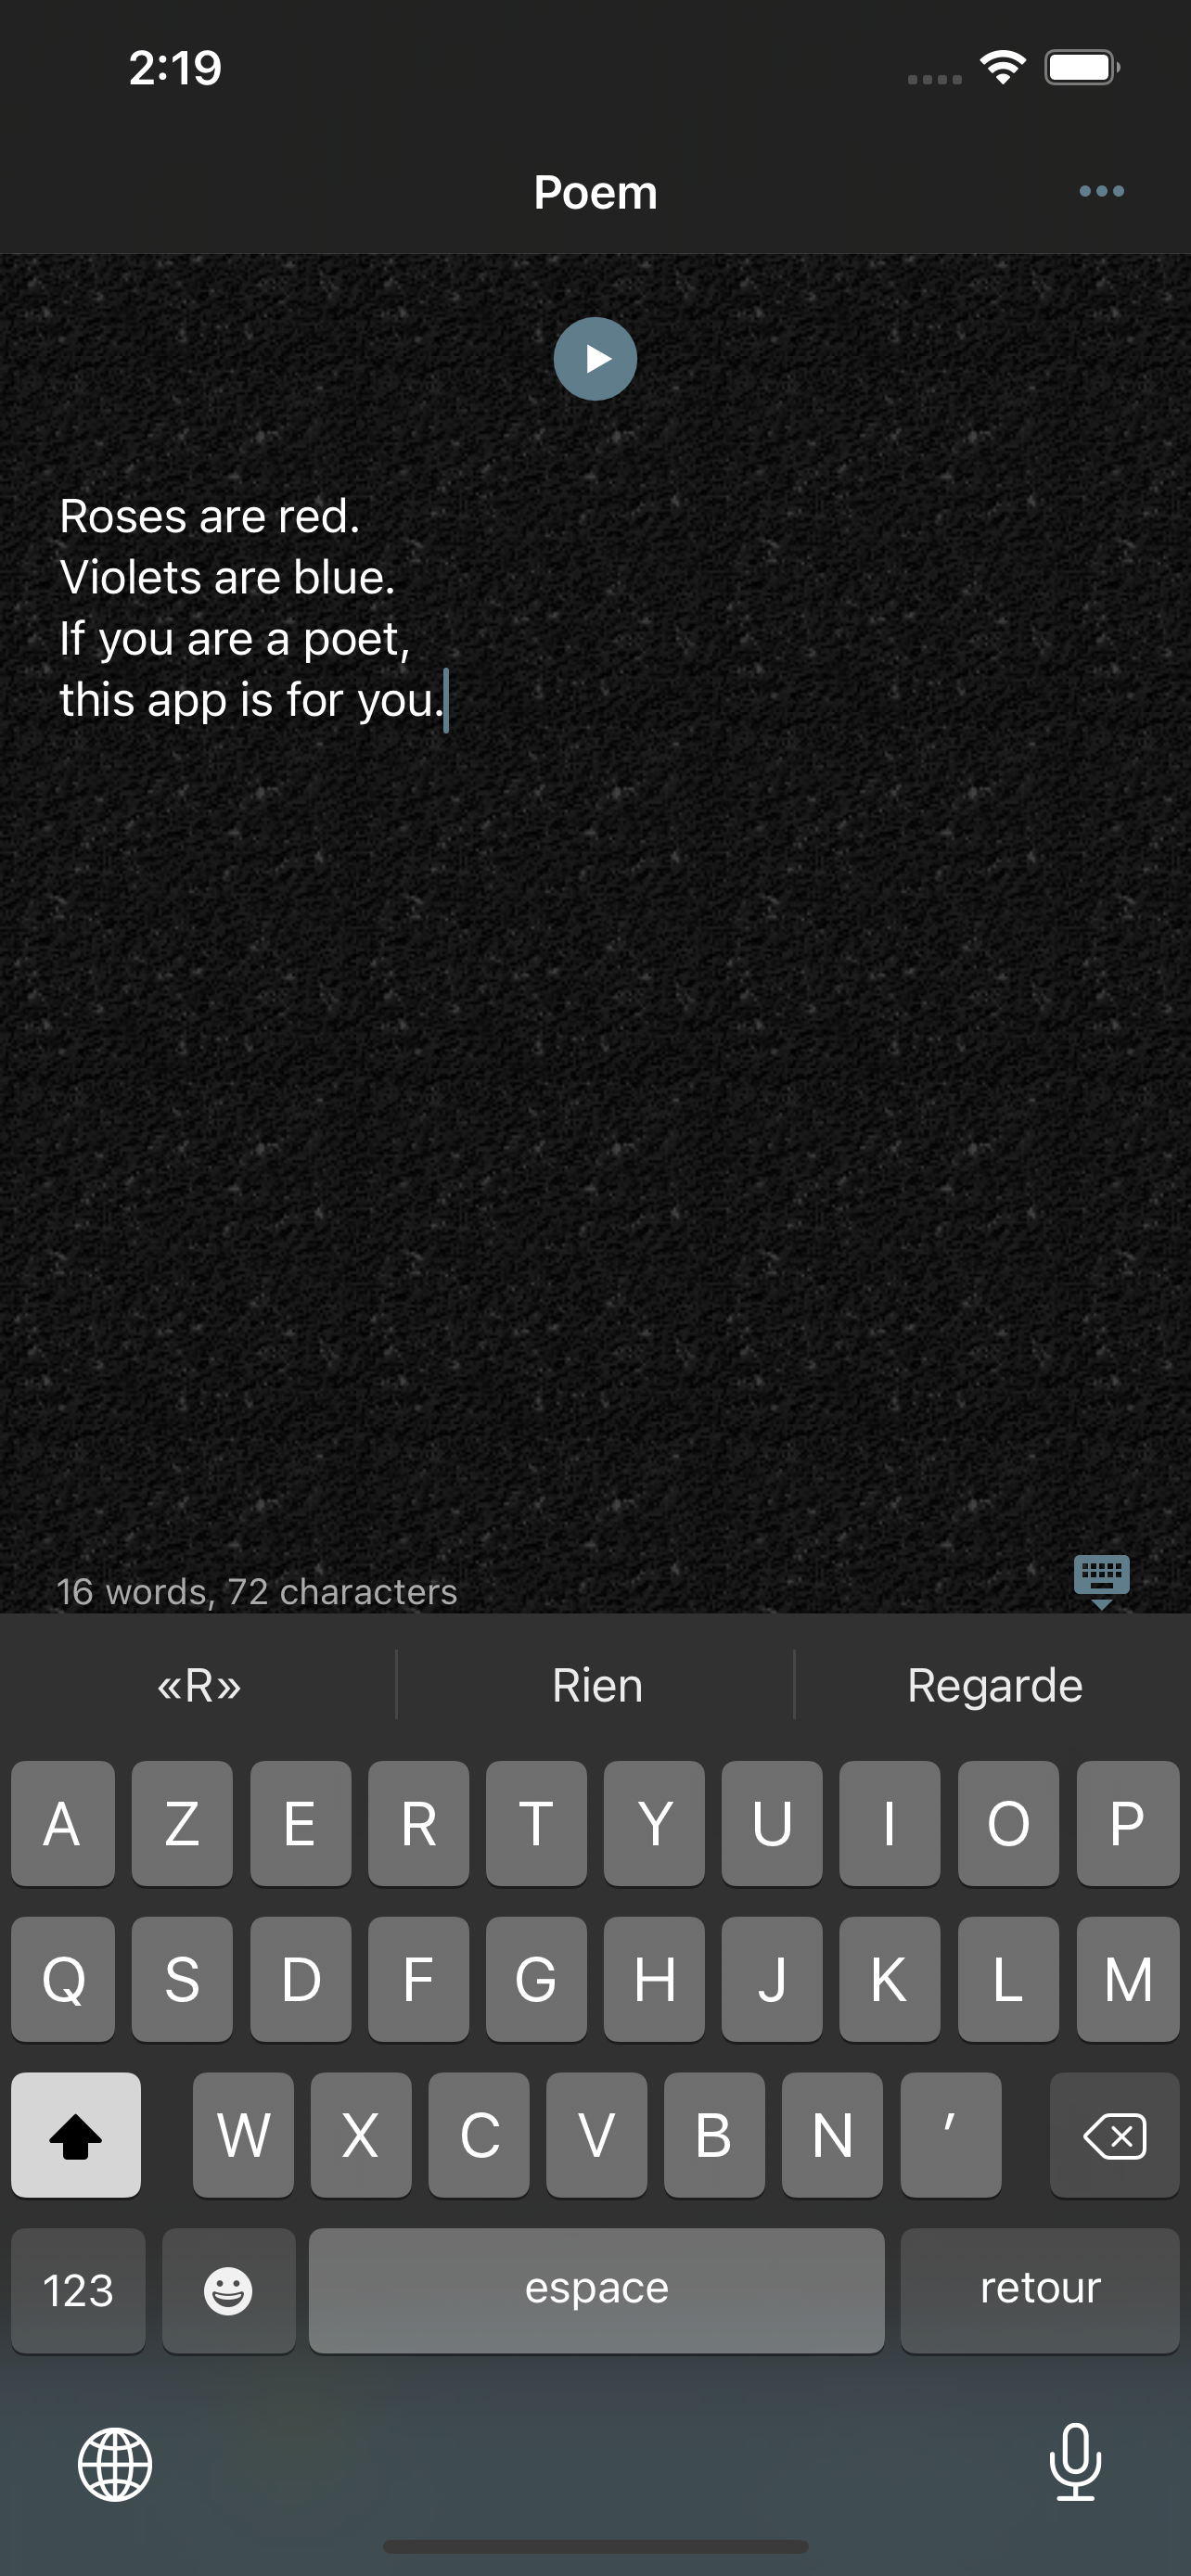 2:19
Poem
Roses are red.
Violets are blue.
If you are a poet,
this app is for you.
16 words, 72 characters
«R» Rien Regarde
A Z E R T Y U I O P
Q S D F G H J K L M
W X C V B N ′
123 espace retour